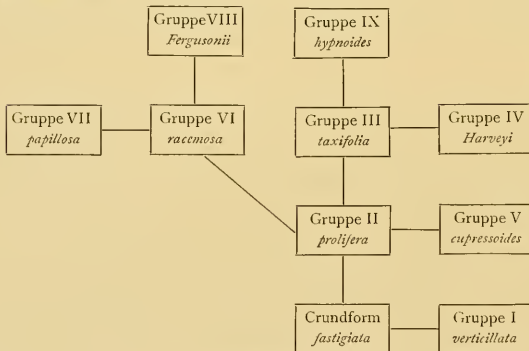 Gruppe VIII
Fergusonii
Gruppe IX
hypnoides
Gruppe VII
papillosa
Gruppe VI
racemosa
Gruppe III
taxifolia
Gruppe IV
Harveyi
Gruppe II
prolifera
Gruppe V
cupressoides
Crundform
fastigiata
Gruppe I
verticillata